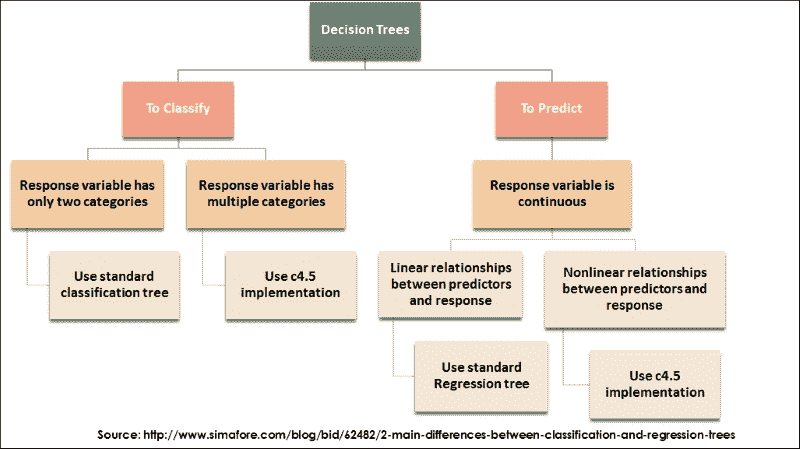 Decision Trees
To Classify
To Predict
Response variable has
only two categories
Response variable has
multiple categories
Response variable is
continuous
Use standard
classification tree
Use c4.5
implementation
Linear relationships
between predictors
and response
Nonlinear relationships
between predictors and
response
Use standard
Regression tree
Use c4.5
implementation
Source: http://www.simafore.com/blog/bid/62482/2-main-differences-between-classification-and-regression-trees